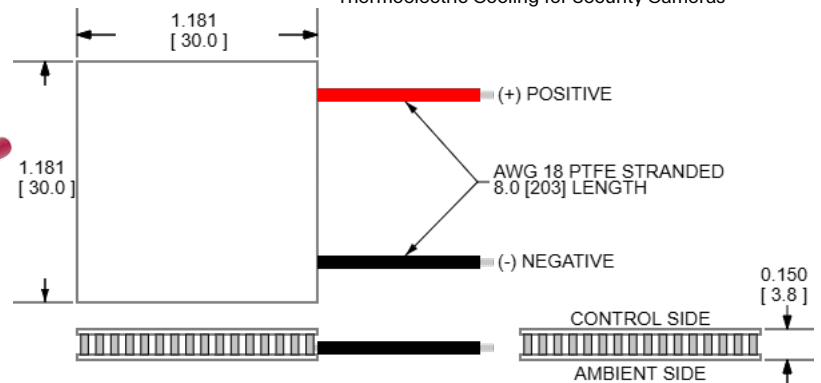 Thermoelectric Cooling for Security Cameras
1.181
[ 30.0 ]
(+) POSITIVE
1.181
[ 30.0 ]
AWG 18 PTFE STRANDED
8.0 [203] LENGTH
(-) NEGATIVE
0.150
[ 3.8 ]
CONTROL SIDE
AMBIENT SIDE